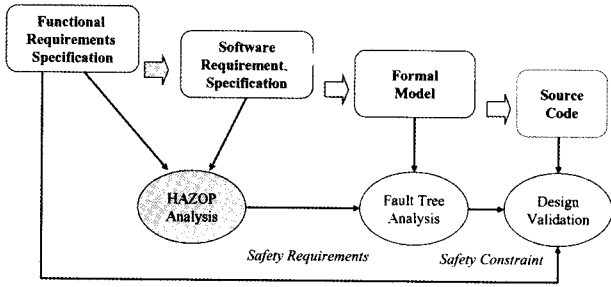 Functional
Requirements
Specification
Software
Requirement.
Specification
Formal
Model
Source
Code
HAZOP
Analysis
Fault Tree
Analysis
Design
Validation
Safety Requirements
Safety Constraint